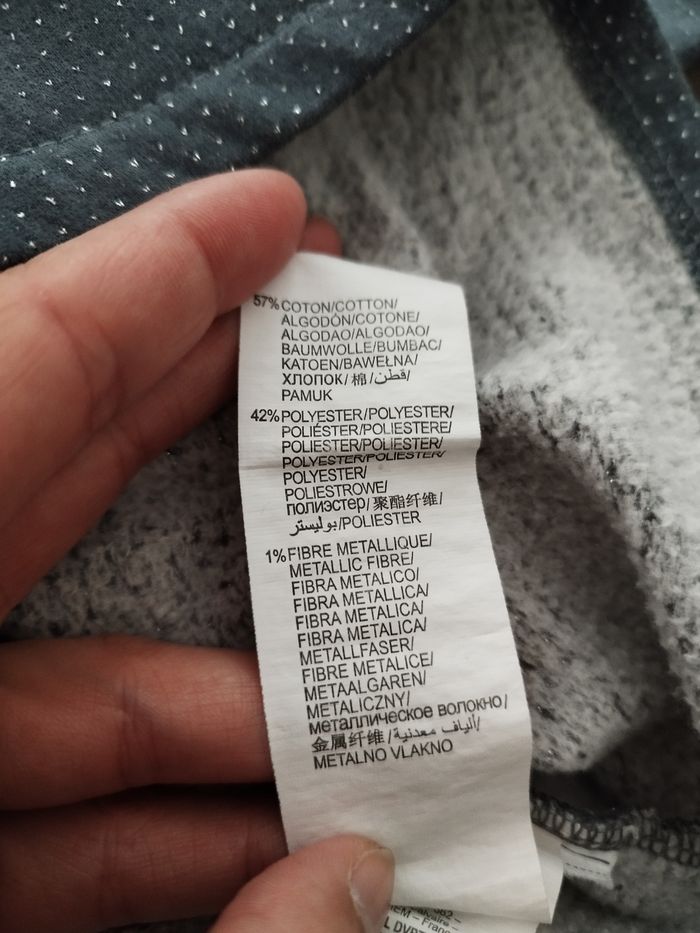 57% COTON/COTTON/
ALGODÓN/COTONE/
ALGODAO/ALGODAO/
BAUMWOLLE/BUMBAC/
KATOEN/BAWEŁNA/
ХЛОПОК/棉/قطن/
PAMUK
42% POLYESTER/POLYESTER/
POLIÉSTER/POLIESTERE/
POLIESTER/POLIESTER/
POLYESTER/POLIESTER/
POLYESTER/
POLIESTROWE/
полиэстер/聚酯纤维/
بوليستر/POLIESTER
1% FIBRE METALLIQUE/
METALLIC FIBRE/
FIBRA METALICO/
FIBRA METALLICA/
FIBRA METALICA/
FIBRA METALICA/
METALLFASER/
FIBRE METALICE/
METAALGAREN/
METALICZNY/
металлическое волокно/
金属纤维/ألياف معدنية/
METALNO VLAKNO